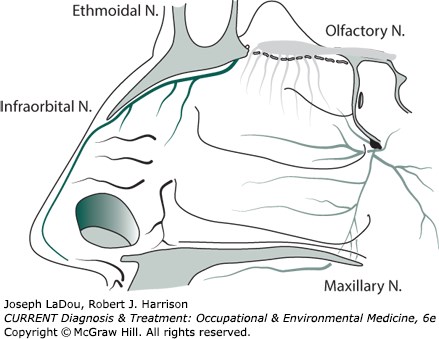 Ethmoidal N.
Olfactory N.
Infraorbital N.
Maxillary N.
Joseph LaDou, Robert J. Harrison
CURRENT Diagnosis & Treatment: Occupational & Environmental Medicine, 6e
Copyright © McGraw Hill. All rights reserved.